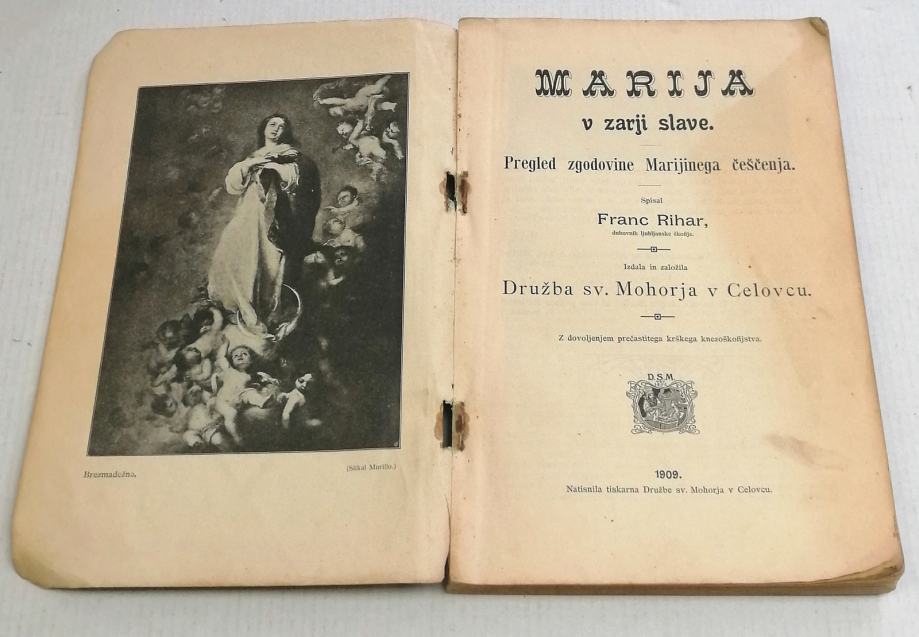 Brezmadežna.
(Slikal Murillo.)
MARIJA
v zarji slave.
Pregled zgodovine Marijinega češčenja.
Spisal
Franc Rihar,
duhovnik ljubljanske škofije.
Izdala in založila
Družba sv. Mohorja v Celovcu.
Z dovoljenjem prečastitega krškega knezoškofijstva.
D.S.M.
1909.
Natisnila tiskarna Družbe sv. Mohorja v Celovcu.